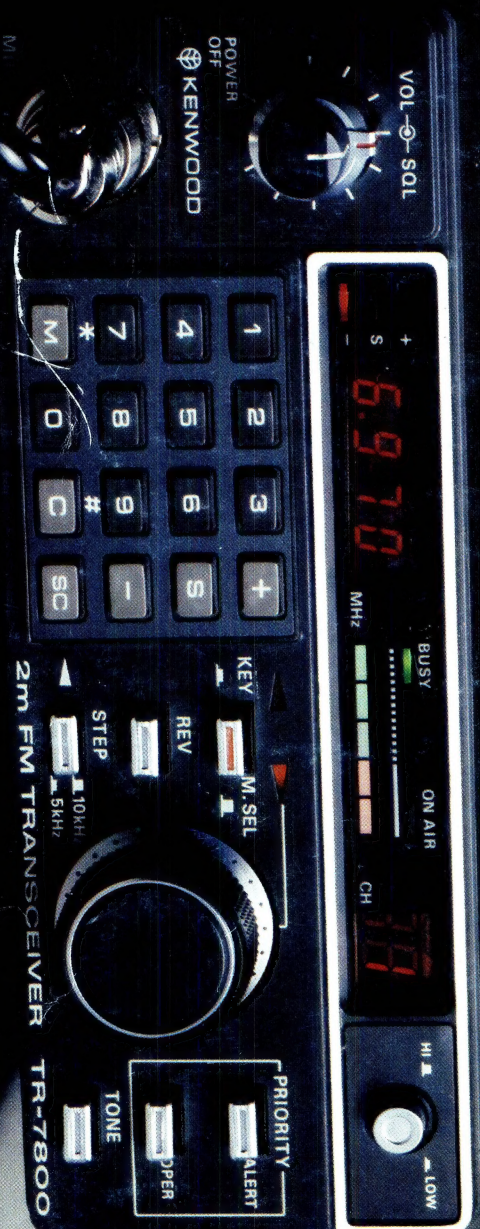 VOL SQL
POWER
OFF
KENWOOD
+
S
-
6.970
MHz
BUSY
ON AIR
CH
HI
LOW
1 2 3 +
4 5 6 S
7 8 9 -
* #
M 0 C SC
KEY
M.SEL
REV
STEP
10kHz
5kHz
PRIORITY
ALERT
OPER
TONE
2m FM TRANSCEIVER TR-7800